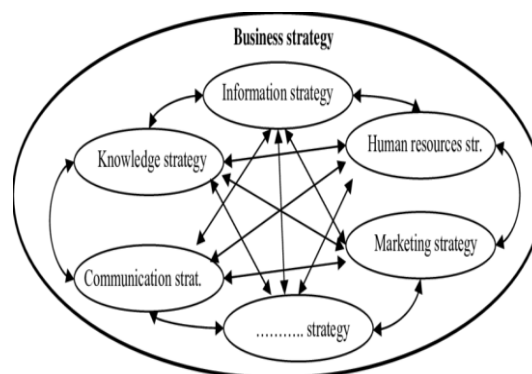 Business strategy
Information strategy
Human resources str.
Knowledge strategy
Marketing strategy
Communication strat.
……….. strategy